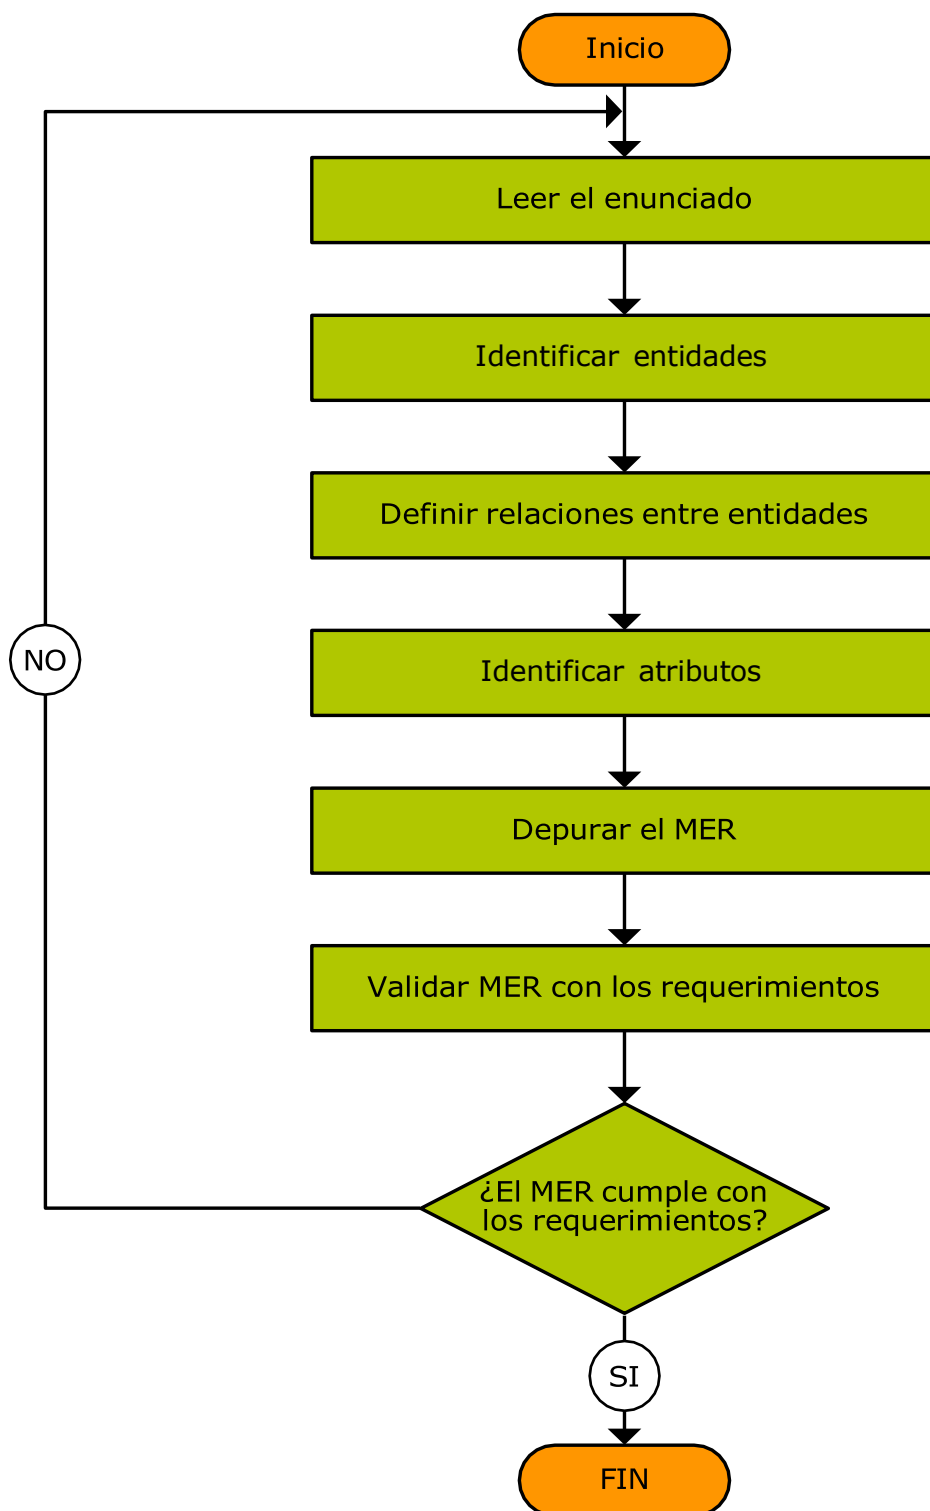 Inicio
Leer el enunciado
Identificar entidades
Definir relaciones entre entidades
Identificar atributos
NO
Depurar el MER
Validar MER con los requerimientos
¿El MER cumple con
los requerimientos?
SI
FIN